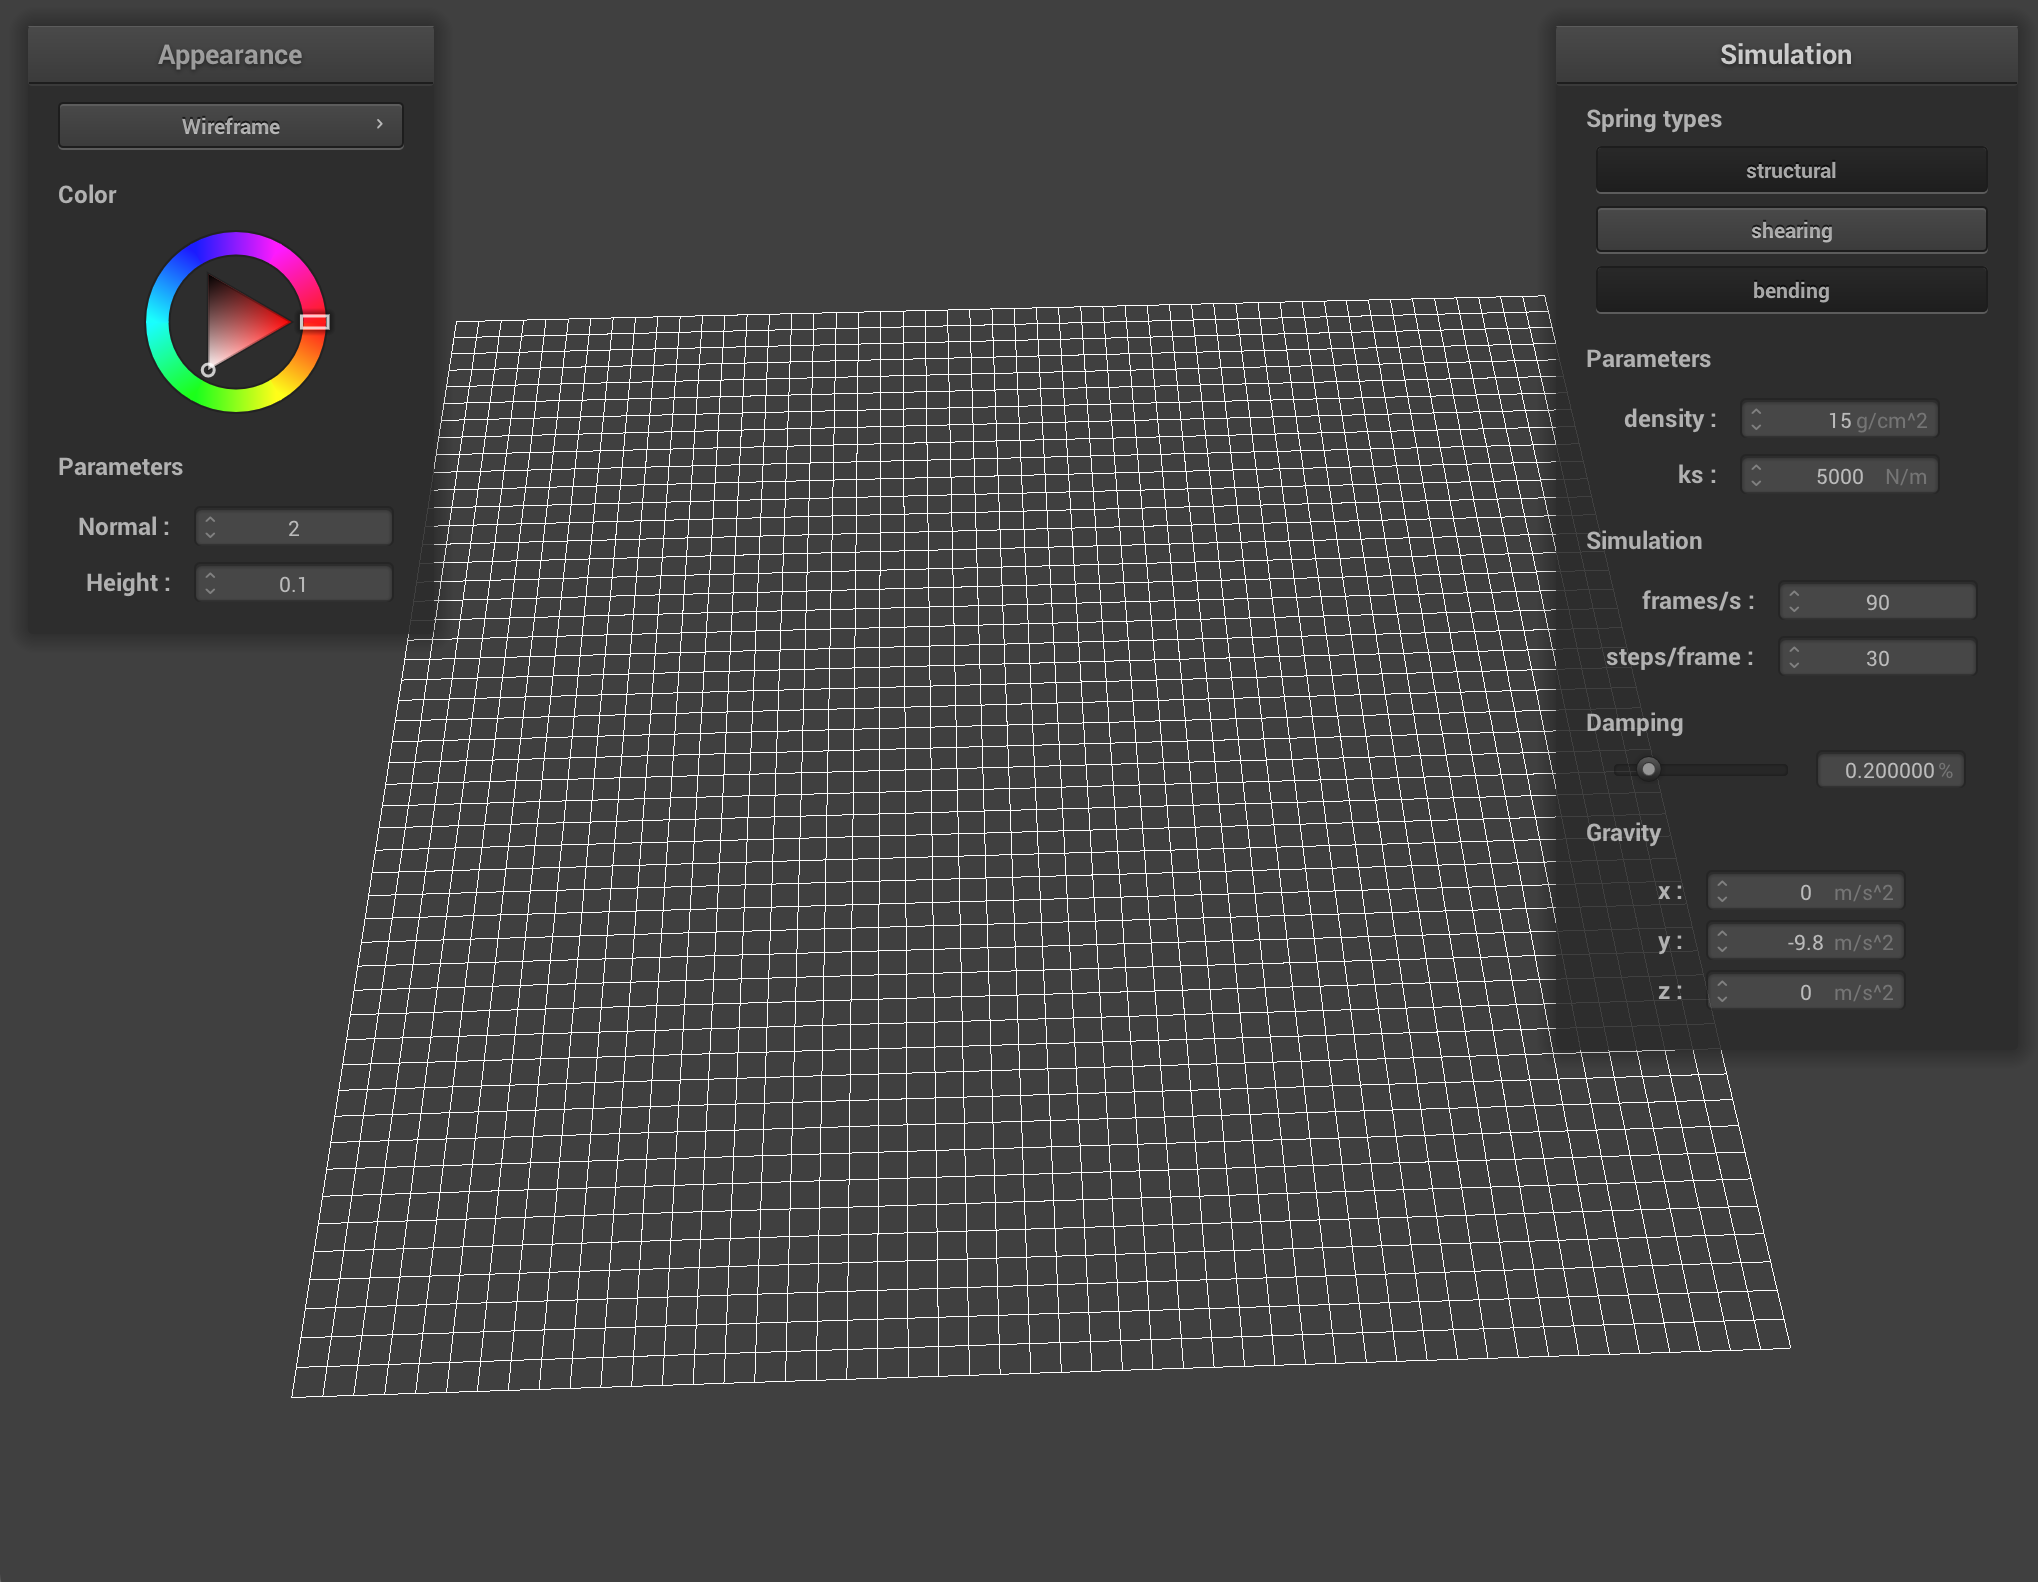 Appearance
Wireframe
Color
Parameters
Normal : 2
Height : 0.1
Simulation
Spring types
structural
shearing
bending
Parameters
density : 15 g/cm^2
ks : 5000 N/m
Simulation
frames/s : 90
steps/frame : 30
Damping
0.200000 %
Gravity
x : 0 m/s^2
y : -9.8 m/s^2
z : 0 m/s^2